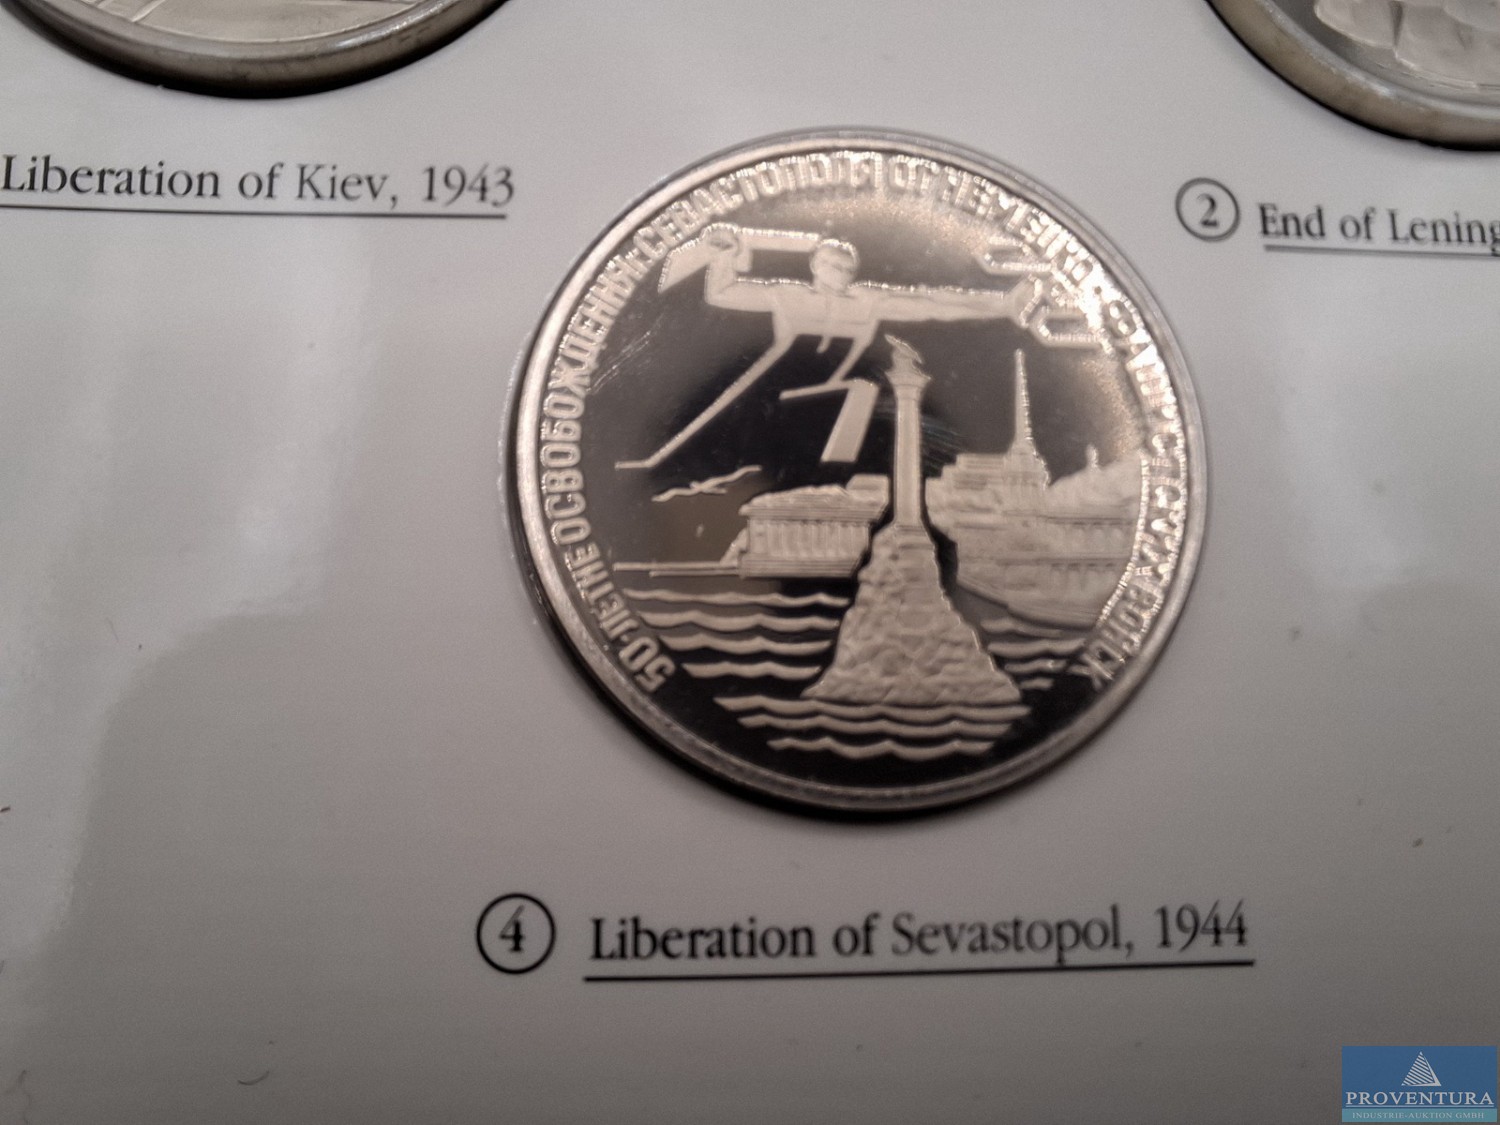 Liberation of Kiev, 1943
2 End of Lening
50-ЛЕТИЕ ОСВОБОЖДЕНИЯ Г. СЕВАСТОПОЛЯ ОТ НЕМЕЦКО-ФАШИСТСКИХ ВОЙСК
4 Liberation of Sevastopol, 1944
PROVENTURA
INDUSTRIE-AUKTION GMBH